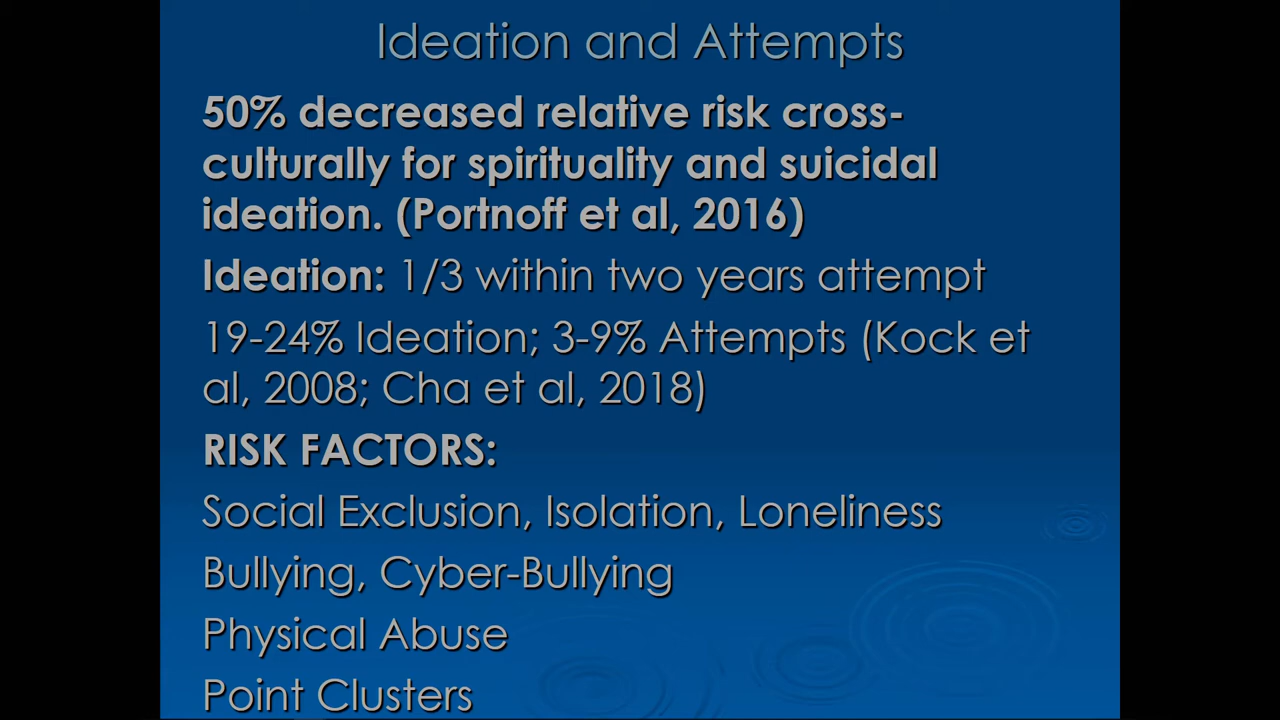 Ideation and Attempts
50% decreased relative risk cross-
culturally for spirituality and suicidal
ideation. (Portnoff et al, 2016)
Ideation: 1/3 within two years attempt
19-24% Ideation; 3-9% Attempts (Kock et
al, 2008; Cha et al, 2018)
RISK FACTORS:
Social Exclusion, Isolation, Loneliness
Bullying, Cyber-Bullying
Physical Abuse
Point Clusters